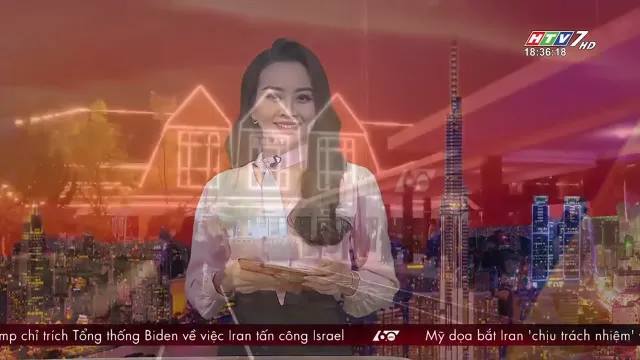 HTV7 HD
18:36:18
mp chỉ trích Tổng thống Biden về việc Iran tấn công Israel 60 Mỹ dọa bắt Iran 'chịu trách nhiệm'